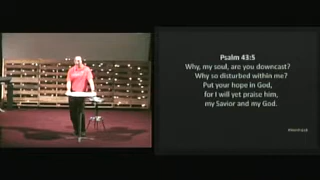 Psalm 43:5
Why, my soul, are you downcast?
Why so disturbed within me?
Put your hope in God,
for I will yet praise him,
my Savior and my God.